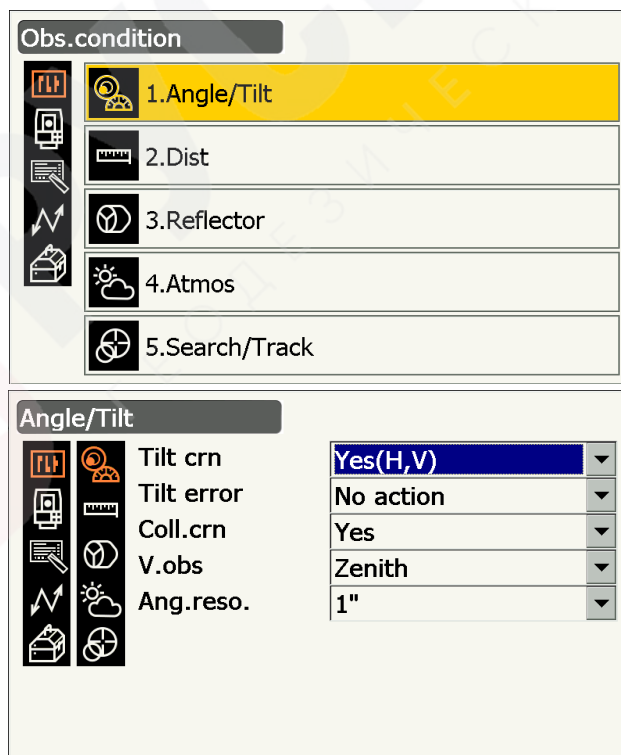 Obs.condition
1.Angle/Tilt
2.Dist
3.Reflector
4.Atmos
5.Search/Track
Angle/Tilt
Tilt crn Yes(H,V)
Tilt error No action
Coll.crn Yes
V.obs Zenith
Ang.reso. 1"